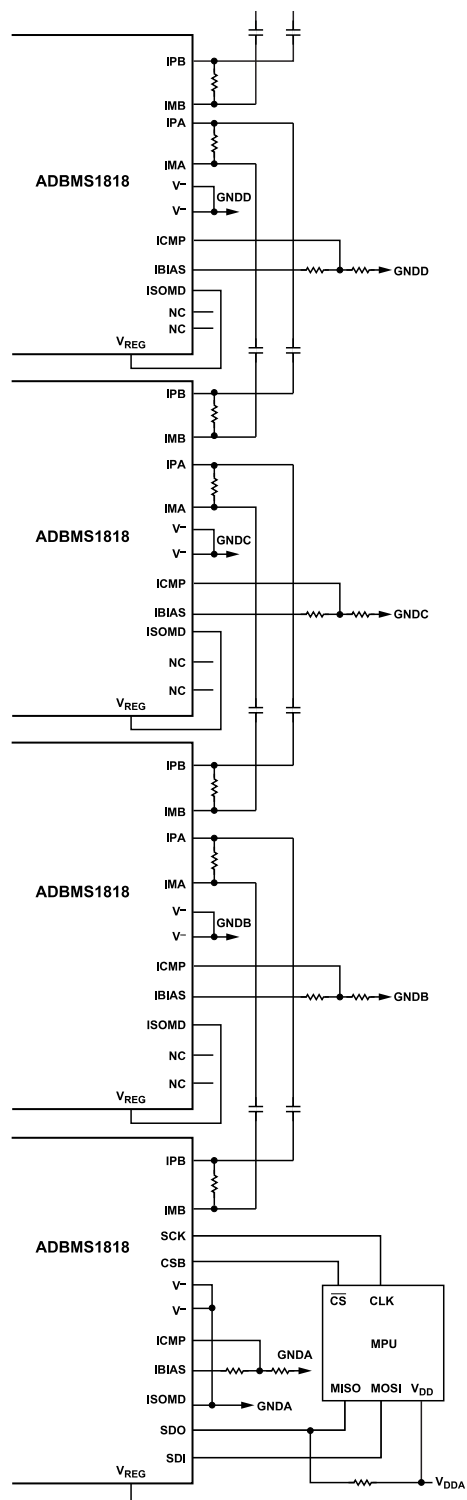 IPB
IMB
IPA
ADBMS1818
IMA
V–
GNDD
V–
ICMP
IBIAS
GNDD
ISOMD
NC
NC
VREG
IPB
IMB
IPA
IMA
ADBMS1818
V–
GNDC
V–
ICMP
IBIAS
GNDC
ISOMD
NC
NC
VREG
IPB
IMB
IPA
IMA
ADBMS1818
V–
GNDB
V–
ICMP
IBIAS
GNDB
ISOMD
NC
NC
VREG
IPB
IMB
SCK
ADBMS1818
CSB
V–
CS CLK
V–
MPU
ICMP
GNDA
IBIAS
MISO MOSI VDD
ISOMD
GNDA
SDO
SDI
VREG
VDDA